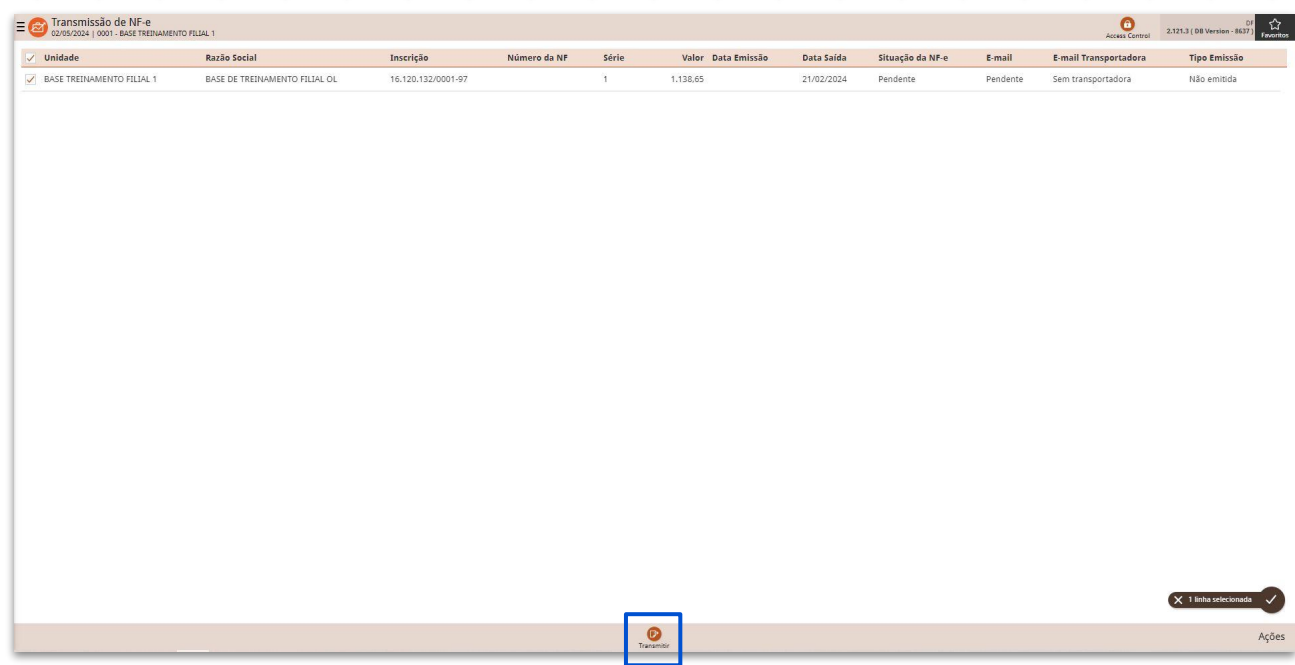 Transmissão de NF-e
02/05/2024 | 0001 - BASE TREINAMENTO FILIAL 1
Access Control
DF
2.121.3 ( DB Version - 8637 )
Favoritos
Unidade Razão Social Inscrição Número da NF Série Valor Data Emissão Data Saída Situação da NF-e E-mail E-mail Transportadora Tipo Emissão
BASE TREINAMENTO FILIAL 1 BASE DE TREINAMENTO FILIAL OL 16.120.132/0001-97 1 1.138,65 21/02/2024 Pendente Pendente Sem transportadora Não emitida
1 linha selecionada
Transmitir
Ações